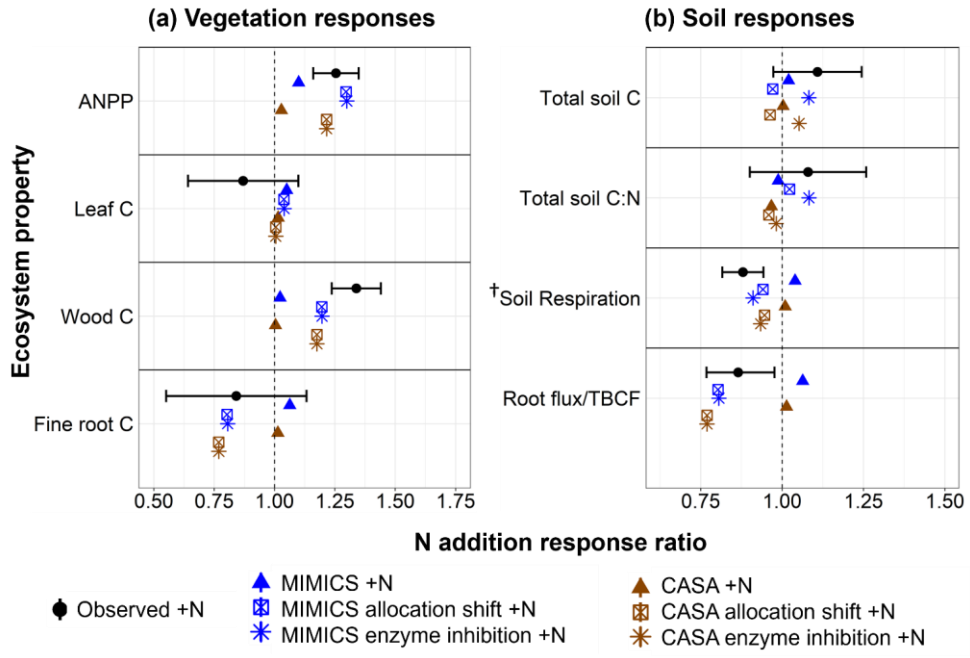 (a) Vegetation responses
(b) Soil responses
Ecosystem property
ANPP
Leaf C
Wood C
Fine root C
0.50 0.75 1.00 1.25 1.50 1.75
Total soil C
Total soil C:N
†Soil Respiration
Root flux/TBCF
0.75 1.00 1.25 1.50
N addition response ratio
Observed +N
MIMICS +N
MIMICS allocation shift +N
MIMICS enzyme inhibition +N
CASA +N
CASA allocation shift +N
CASA enzyme inhibition +N